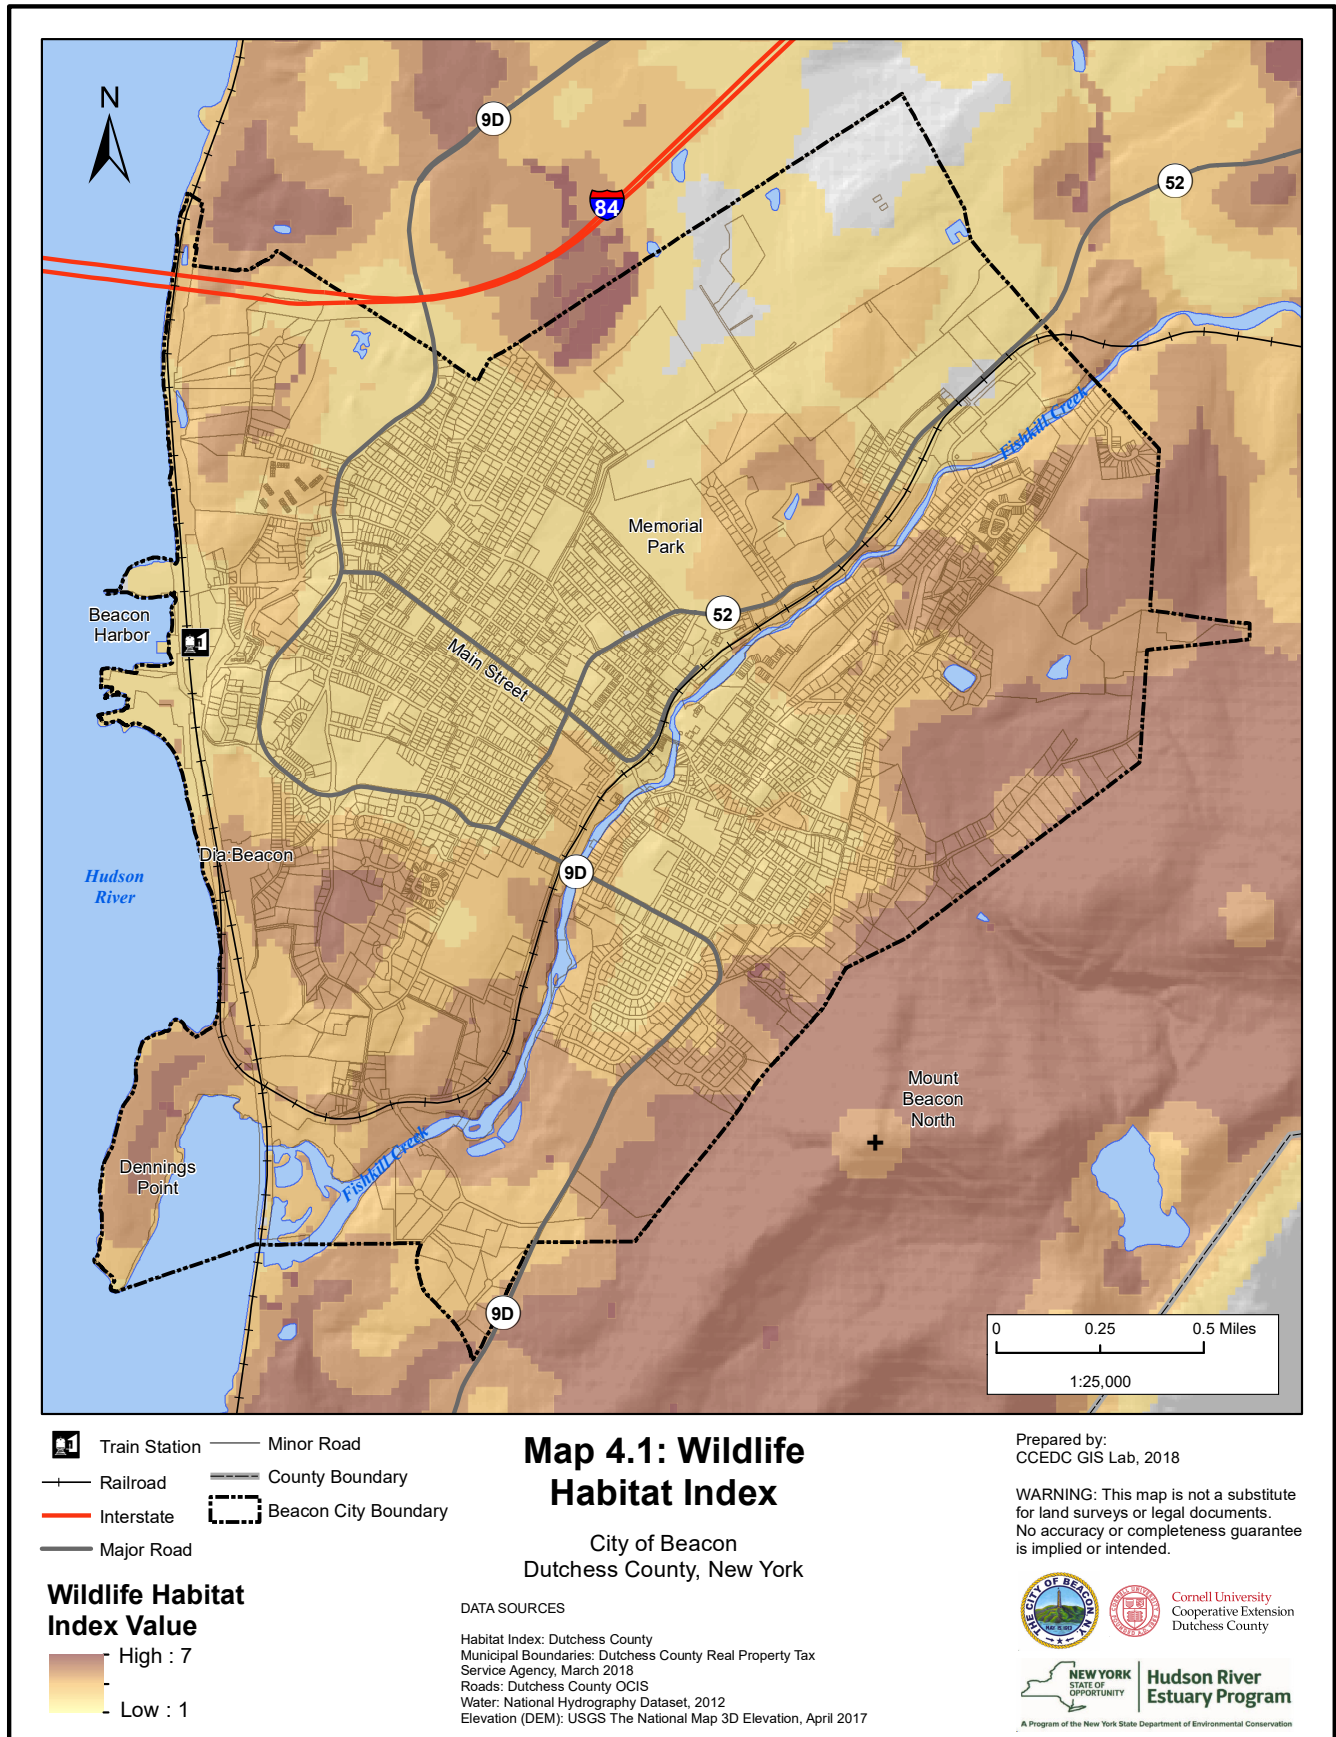 N
9D
84
52
Fishkill Creek
Memorial
Park
Beacon
Harbor
52
Main Street
Dia:Beacon
Hudson
River
9D
Mount
Beacon
North
Dennings
Point
Fishkill Creek
9D
0 0.25 0.5 Miles
1:25,000
Train Station
Railroad
Interstate
Major Road
Minor Road
County Boundary
Beacon City Boundary
Wildlife Habitat
Index Value
High : 7
Low : 1
Map 4.1: Wildlife
Habitat Index
City of Beacon
Dutchess County, New York
DATA SOURCES
Habitat Index: Dutchess County
Municipal Boundaries: Dutchess County Real Property Tax
Service Agency, March 2018
Roads: Dutchess County OCIS
Water: National Hydrography Dataset, 2012
Elevation (DEM): USGS The National Map 3D Elevation, April 2017
Prepared by:
CCEDC GIS Lab, 2018
WARNING: This map is not a substitute
for land surveys or legal documents.
No accuracy or completeness guarantee
is implied or intended.
THE CITY OF BEACON, N.Y.
Cornell University
Cooperative Extension
Dutchess County
NEW YORK
STATE OF
OPPORTUNITY
Hudson River
Estuary Program
A Program of the New York State Department of Environmental Conservation